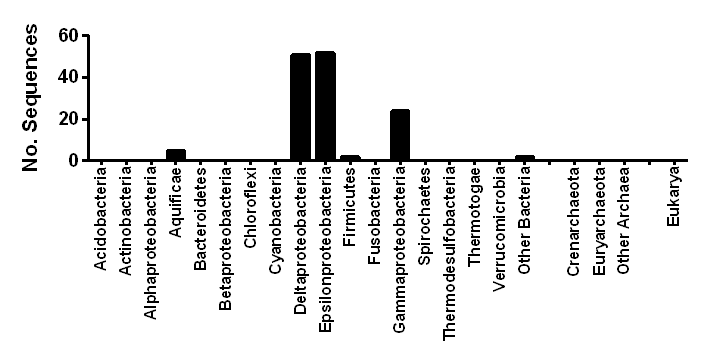 No. Sequences
60
40
20
0
Acidobacteria
Actinobacteria
Alphaproteobacteria
Aquificae
Bacteroidetes
Betaproteobacteria
Chloroflexi
Cyanobacteria
Deltaproteobacteria
Epsilonproteobacteria
Firmicutes
Fusobacteria
Gammaproteobacteria
Spirochaetes
Thermodesulfobacteria
Thermotogae
Verrucomicrobia
Other Bacteria
Crenarchaeota
Euryarchaeota
Other Archaea
Eukarya